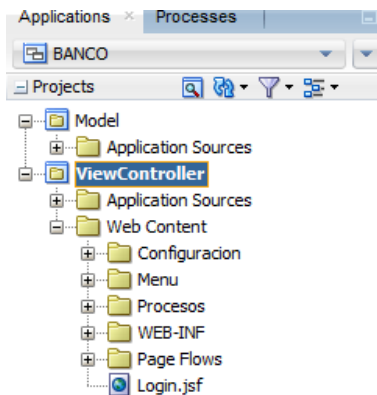 Applications Processes
BANCO
Projects
Model
Application Sources
ViewController
Application Sources
Web Content
Configuracion
Menu
Procesos
WEB-INF
Page Flows
Login.jsf